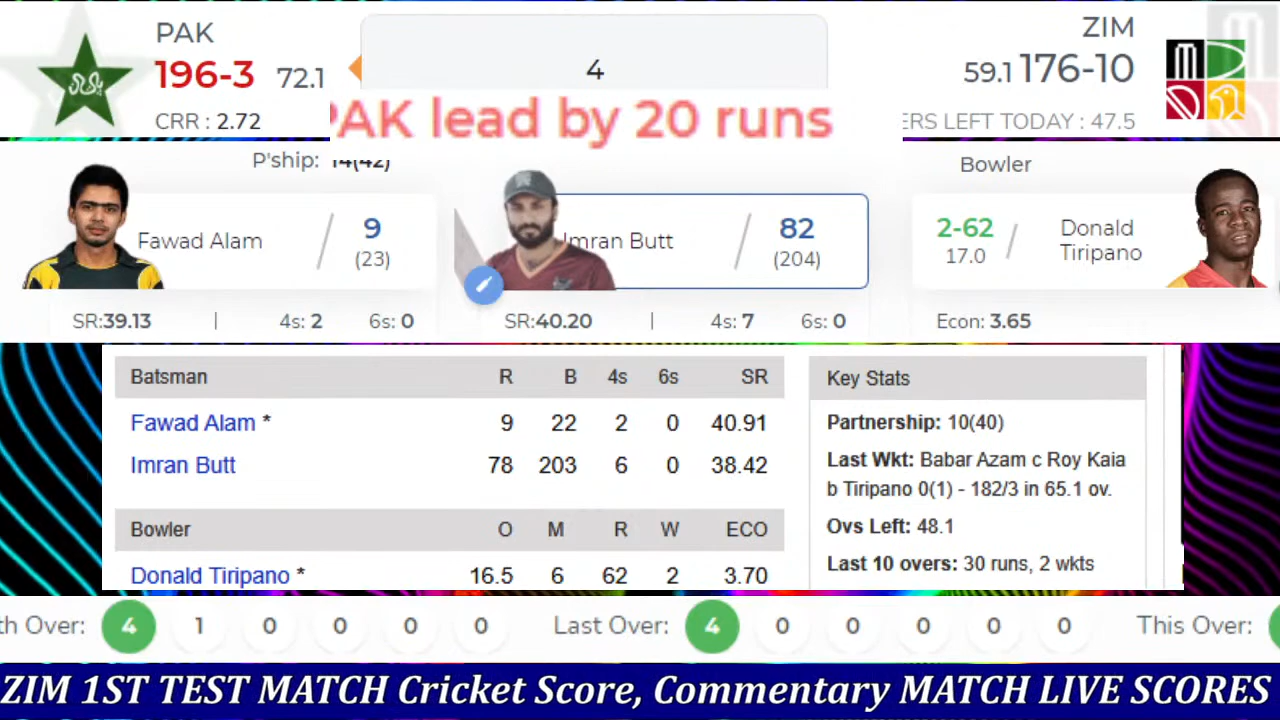 PAK
196-3 72.1
CRR : 2.72
4
PAK lead by 20 runs
ZIM
59.1 176-10
ERS LEFT TODAY : 47.5
P'ship: 14(42)
Bowler
Fawad Alam
9
(23)
Imran Butt
82
(204)
2-62
17.0
Donald
Tiripano
SR:39.13 | 4s: 2 6s: 0
SR:40.20 | 4s: 7 6s: 0
Econ: 3.65
Batsman R B 4s 6s SR
Fawad Alam * 9 22 2 0 40.91
Imran Butt 78 203 6 0 38.42
Bowler O M R W ECO
Donald Tiripano * 16.5 6 62 2 3.70
Key Stats
Partnership: 10(40)
Last Wkt: Babar Azam c Roy Kaia
b Tiripano 0(1) - 182/3 in 65.1 ov.
Ovs Left: 48.1
Last 10 overs: 30 runs, 2 wkts
th Over: 4 1 0 0 0 0 Last Over: 4 0 0 0 0 0 This Over:
ZIM 1ST TEST MATCH Cricket Score, Commentary MATCH LIVE SCORES